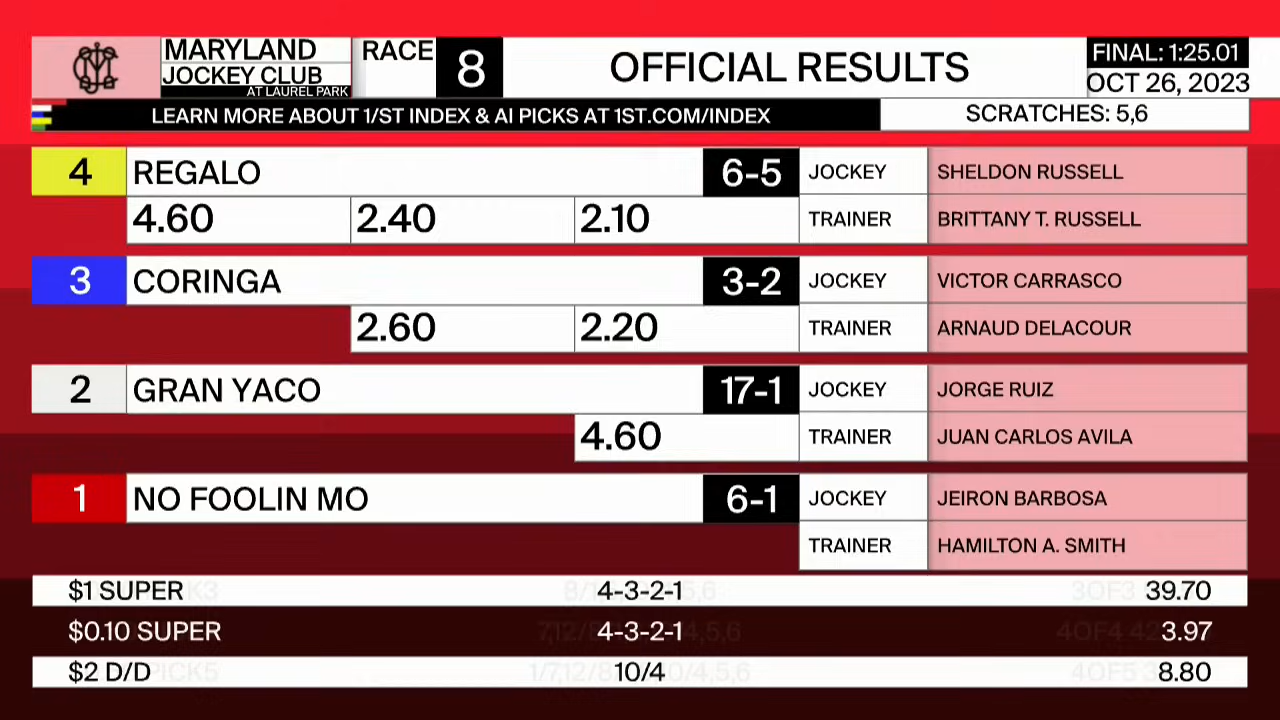 MARYLAND
JOCKEY CLUB
AT LAUREL PARK
RACE 8
OFFICIAL RESULTS
FINAL: 1:25.01
OCT 26, 2023
LEARN MORE ABOUT 1/ST INDEX & AI PICKS AT 1ST.COM/INDEX
SCRATCHES: 5,6
4 REGALO 6-5 JOCKEY SHELDON RUSSELL
4.60 2.40 2.10 TRAINER BRITTANY T. RUSSELL
3 CORINGA 3-2 JOCKEY VICTOR CARRASCO
2.60 2.20 TRAINER ARNAUD DELACOUR
2 GRAN YACO 17-1 JOCKEY JORGE RUIZ
4.60 TRAINER JUAN CARLOS AVILA
1 NO FOOLIN MO 6-1 JOCKEY JEIRON BARBOSA
TRAINER HAMILTON A. SMITH
$1 SUPER 4-3-2-1 39.70
$0.10 SUPER 4-3-2-1 3.97
$2 D/D 10/4 8.80